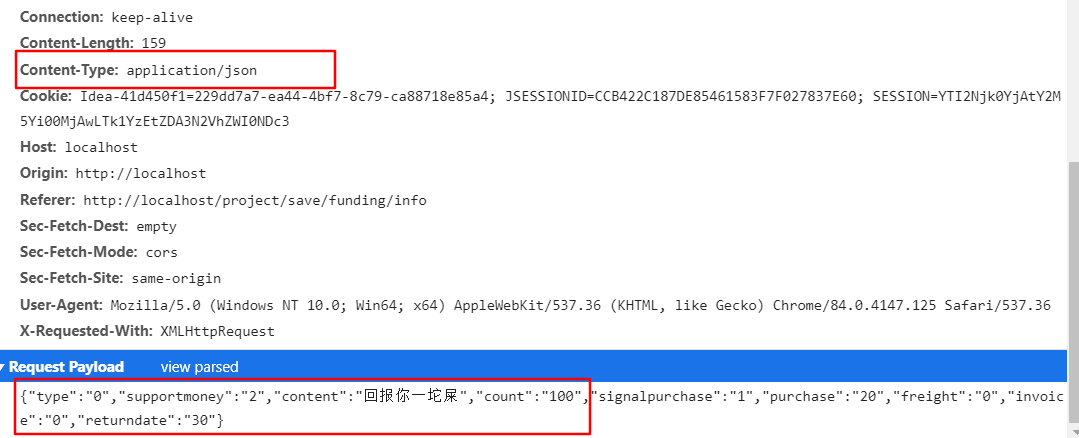 Connection: keep-alive
Content-Length: 159
Content-Type: application/json
Cookie: Idea-41d450f1=229dd7a7-ea44-4bf7-8c79-ca88718e85a4; JSESSIONID=CCB422C187DE85461583F7F027837E60; SESSION=YTI2Njk0YjAtY2M
5Yi00MjAwLTk1YzEtZDA3N2VhZWI0NDc3
Host: localhost
Origin: http://localhost
Referer: http://localhost/project/save/funding/info
Sec-Fetch-Dest: empty
Sec-Fetch-Mode: cors
Sec-Fetch-Site: same-origin
User-Agent: Mozilla/5.0 (Windows NT 10.0; Win64; x64) AppleWebKit/537.36 (KHTML, like Gecko) Chrome/84.0.4147.125 Safari/537.36
X-Requested-With: XMLHttpRequest
Request Payload view parsed
{"type":"0","supportmoney":"2","content":"回报你一坨屎","count":"100","signalpurchase":"1","purchase":"20","freight":"0","invoic
e":"0","returndate":"30"}